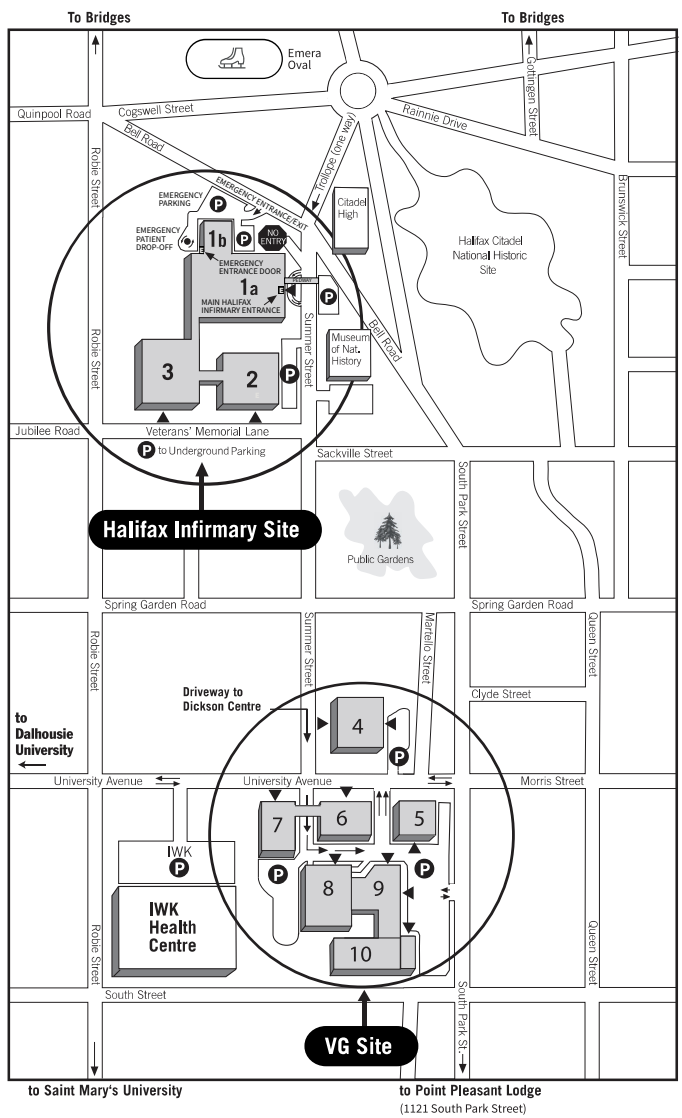 To Bridges
To Bridges
Emera
Oval
Gottingen Street
Quinpool Road
Cogswell Street
Rainnie Drive
Bell Road
Robie Street
Trollope (one way)
Brunswick Street
EMERGENCY ENTRANCE/EXIT
EMERGENCY
PARKING
P
Citadel
High
EMERGENCY
PATIENT
DROP-OFF
1b
P
NO
ENTRY
Halifax Citadel
National Historic
Site
EMERGENCY
ENTRANCE DOOR
1a
E
E
PEDWAY
MAIN HALIFAX
INFIRMARY ENTRANCE
P
Robie Street
Summer Street
Bell Road
Museum
of Nat.
History
3
2
P
Jubilee Road
Veterans' Memorial Lane
P to Underground Parking
Sackville Street
South Park Street
Halifax Infirmary Site
Public Gardens
Spring Garden Road
Spring Garden Road
Robie Street
Summer Street
Martello Street
Queen Street
Driveway to
Dickson Centre
Clyde Street
to
Dalhousie
University
4
P
University Avenue
University Avenue
Morris Street
7
6
5
IWK
P
P
P
8
9
IWK
Health
Centre
10
Robie Street
Queen Street
South Street
South Park St.
VG Site
to Saint Mary's University
to Point Pleasant Lodge
(1121 South Park Street)